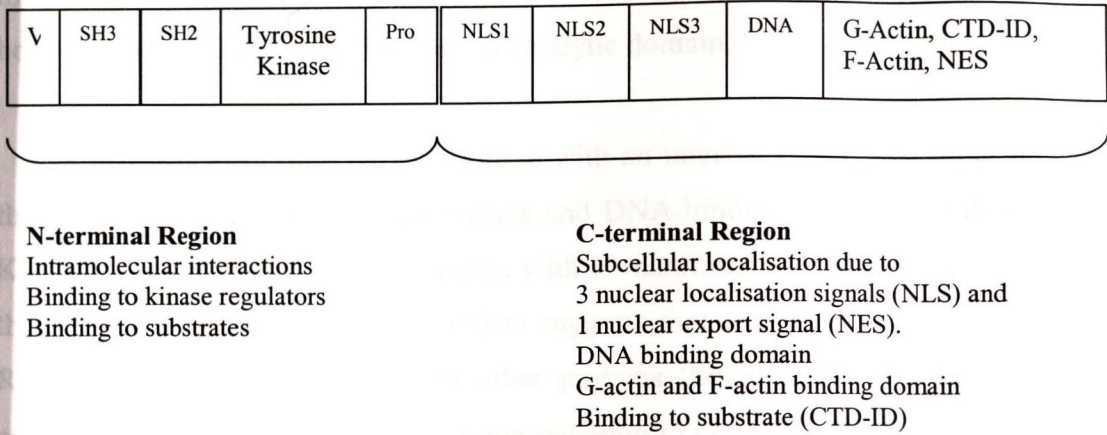 V SH3 SH2 Tyrosine Kinase Pro NLS1 NLS2 NLS3 DNA G-Actin, CTD-ID,
F-Actin, NES
N-terminal Region
Intramolecular interactions
Binding to kinase regulators
Binding to substrates
C-terminal Region
Subcellular localisation due to
3 nuclear localisation signals (NLS) and
1 nuclear export signal (NES).
DNA binding domain
G-actin and F-actin binding domain
Binding to substrate (CTD-ID)